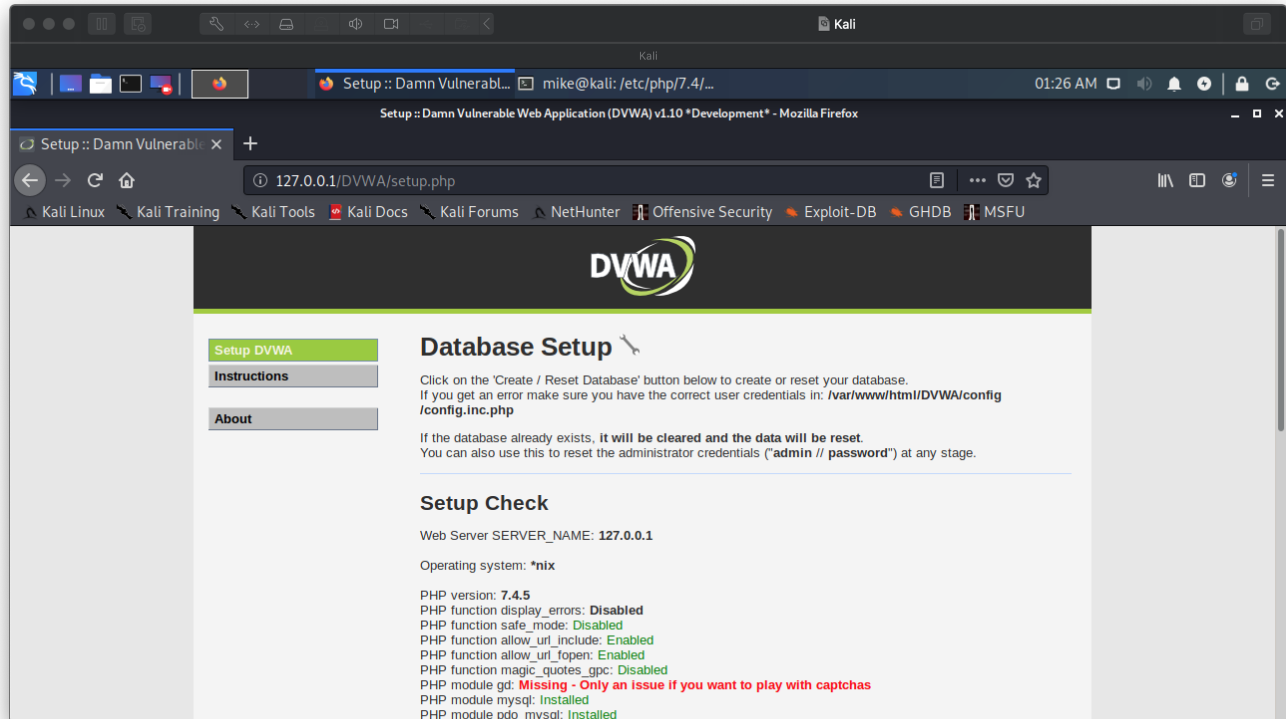 Kali
Kali
Setup :: Damn Vulnerabl...
mike@kali: /etc/php/7.4/...
01:26 AM
Setup :: Damn Vulnerable Web Application (DVWA) v1.10 *Development* - Mozilla Firefox
Setup :: Damn Vulnerable
127.0.0.1/DVWA/setup.php
Kali Linux Kali Training Kali Tools Kali Docs Kali Forums NetHunter Offensive Security Exploit-DB GHDB MSFU
DVWA
Setup DVWA
Instructions
About
Database Setup
Click on the 'Create / Reset Database' button below to create or reset your database.
If you get an error make sure you have the correct user credentials in: /var/www/html/DVWA/config
/config.inc.php
If the database already exists, it will be cleared and the data will be reset.
You can also use this to reset the administrator credentials ("admin // password") at any stage.
Setup Check
Web Server SERVER_NAME: 127.0.0.1
Operating system: *nix
PHP version: 7.4.5
PHP function display_errors: Disabled
PHP function safe_mode: Disabled
PHP function allow_url_include: Enabled
PHP function allow_url_fopen: Enabled
PHP function magic_quotes_gpc: Disabled
PHP module gd: Missing - Only an issue if you want to play with captchas
PHP module mysql: Installed
PHP module pdo_mysql: Installed